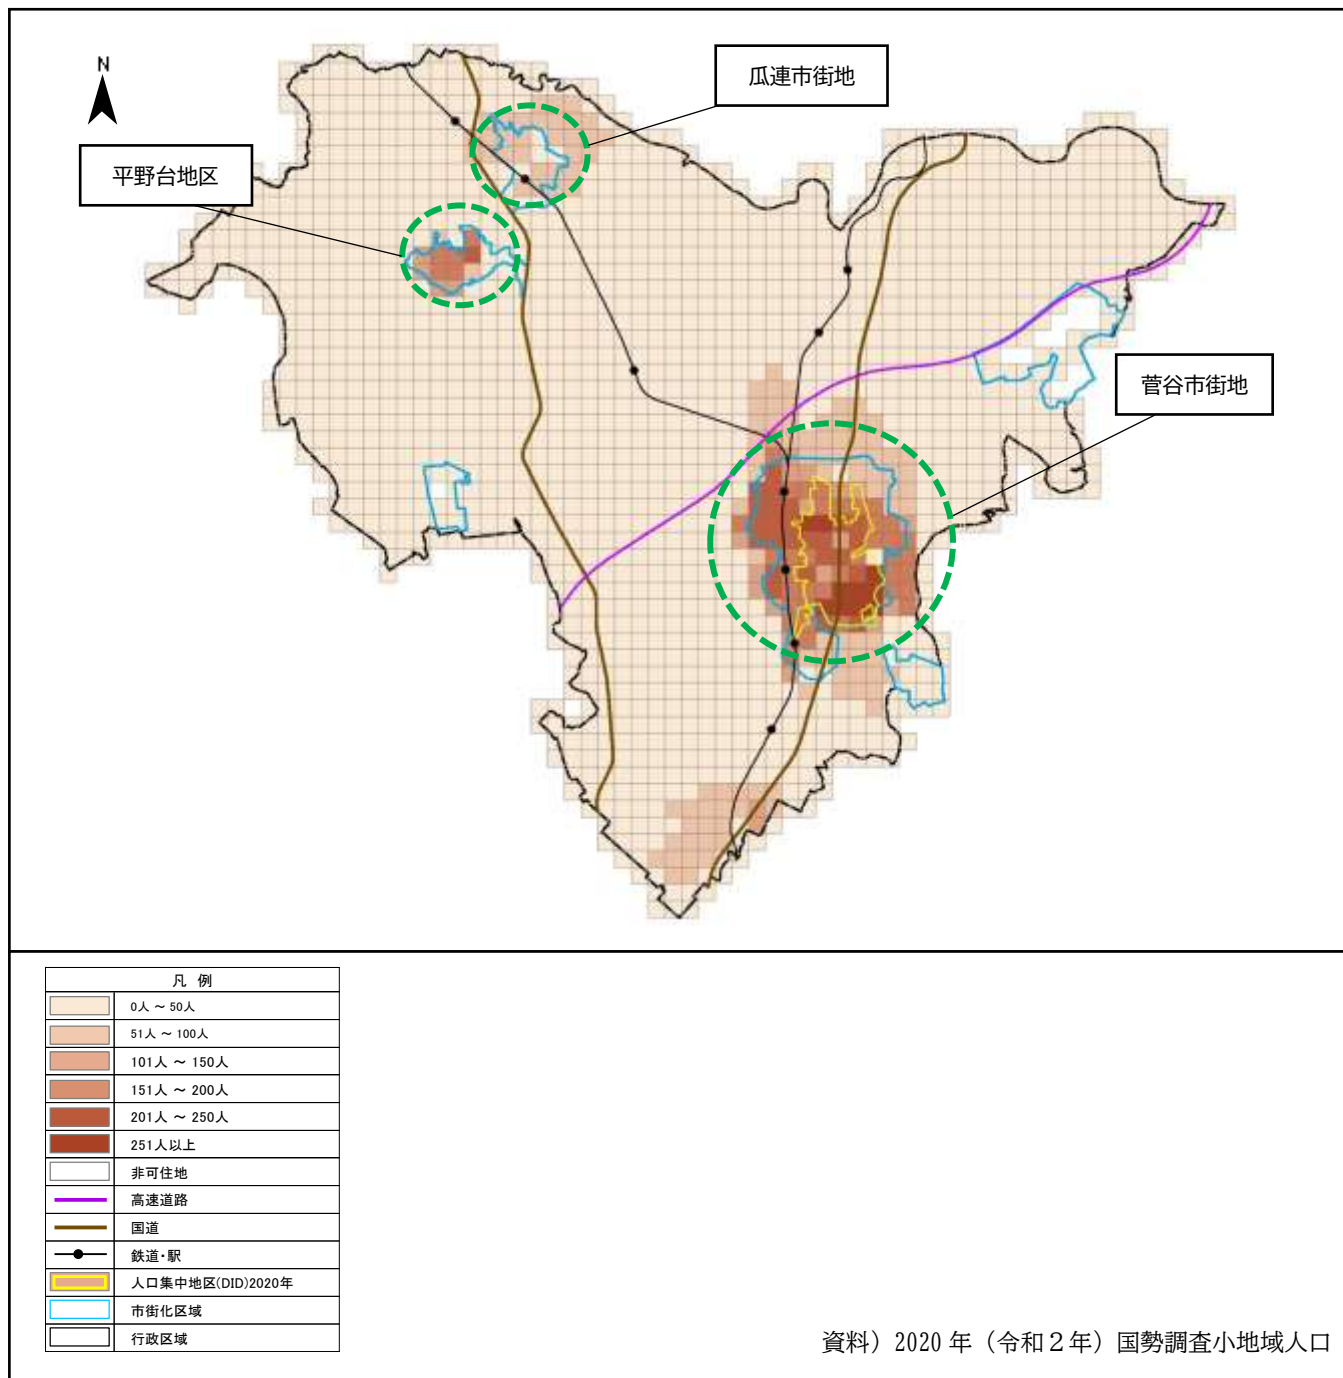 N
瓜連市街地
平野台地区
菅谷市街地
凡 例
0人 ～ 50人
51人 ～ 100人
101人 ～ 150人
151人 ～ 200人
201人 ～ 250人
251人以上
非可住地
高速道路
国道
鉄道・駅
人口集中地区(DID)2020年
市街化区域
行政区域
資料）2020 年（令和２年）国勢調査小地域人口